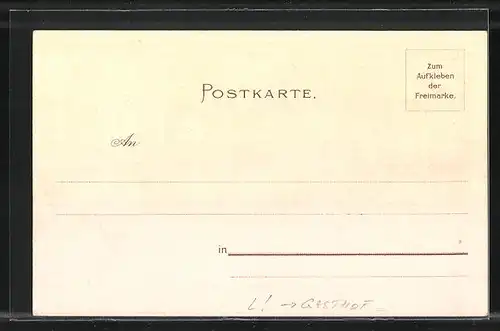 Zum
Aufkleben
der
Freimarke.
POSTKARTE.
An
in
L! → GASTHOF